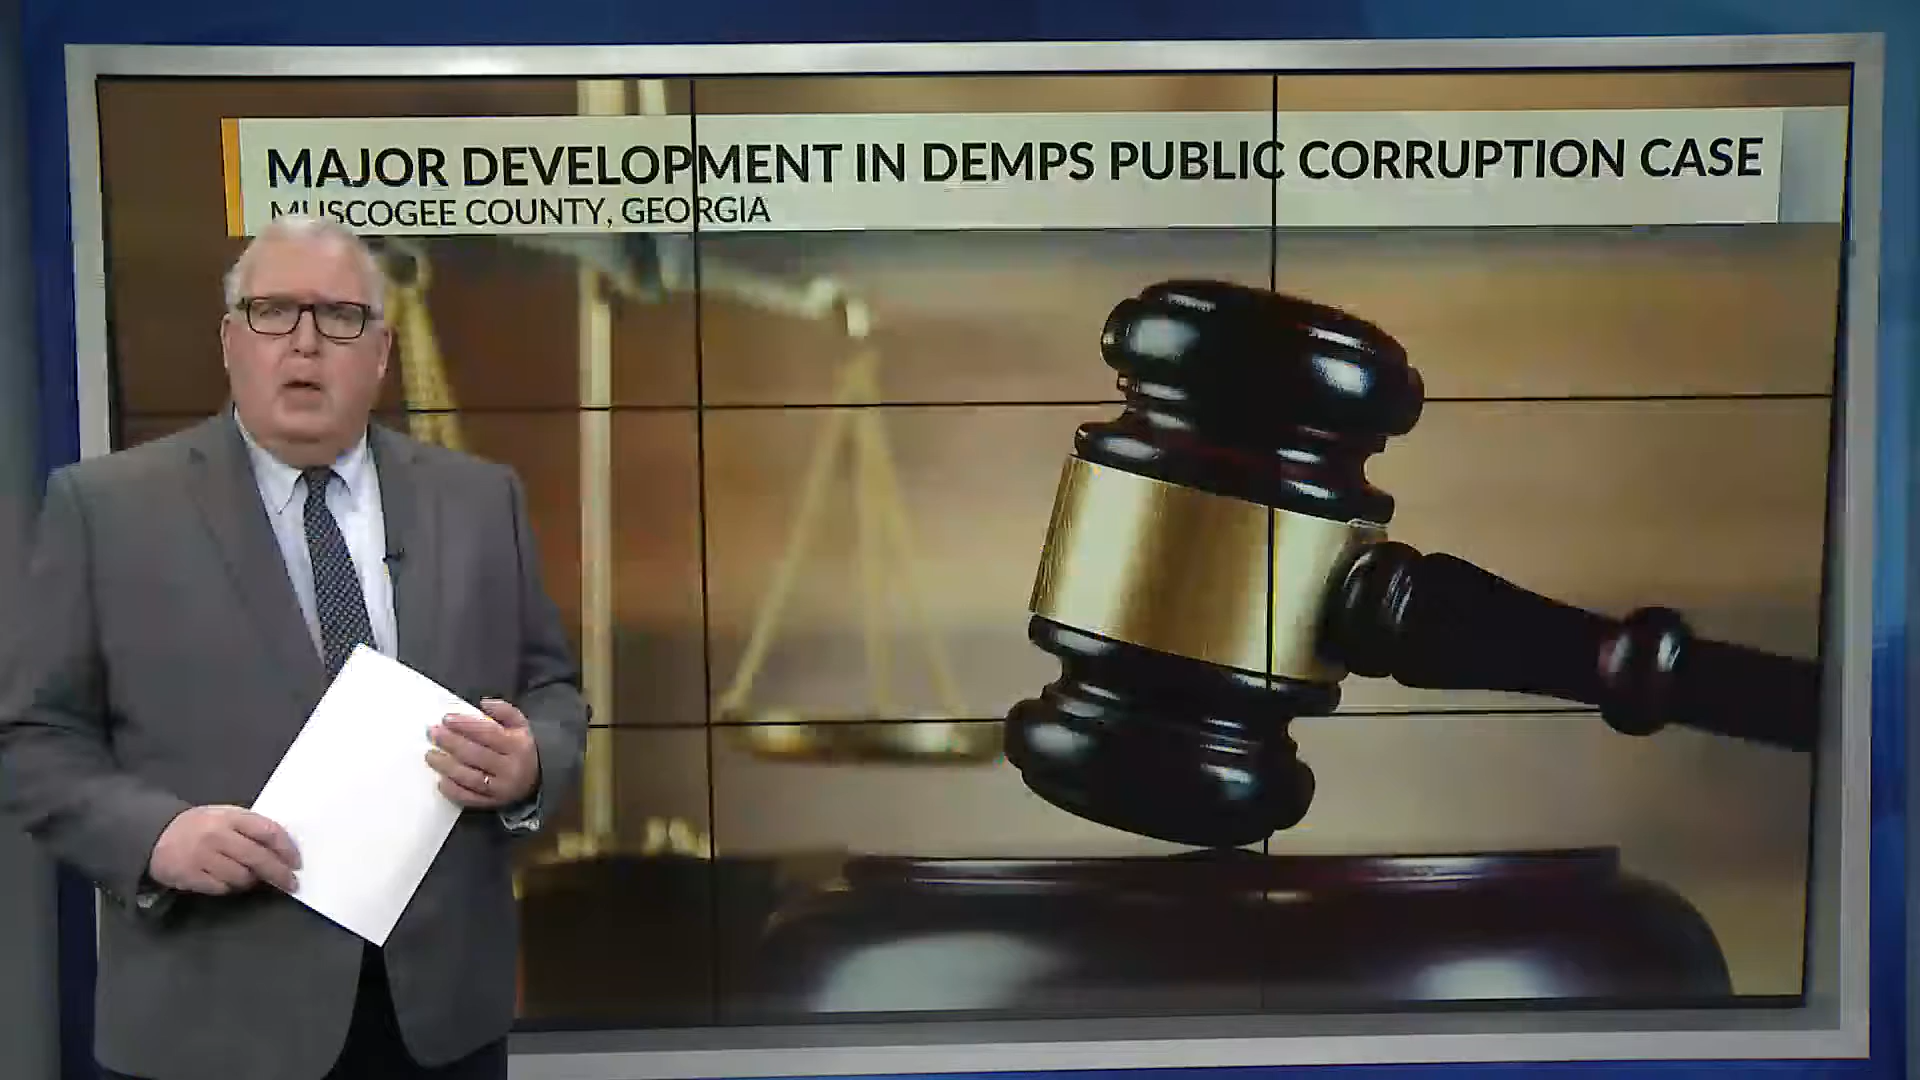 MAJOR DEVELOPMENT IN DEMPS PUBLIC CORRUPTION CASE
MUSCOGEE COUNTY, GEORGIA